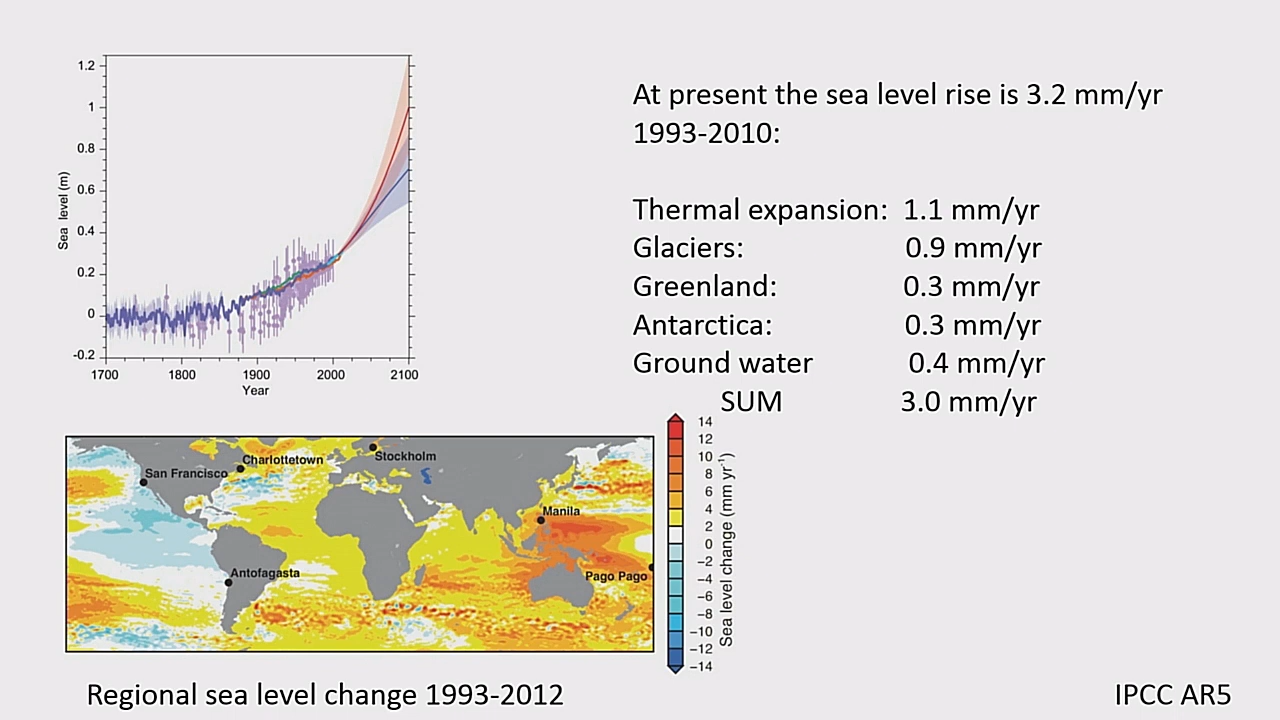 1.2
1
0.8
0.6
0.4
0.2
0
-0.2
Sea level (m)
1700 1800 1900 2000 2100
Year
At present the sea level rise is 3.2 mm/yr
1993-2010:
Thermal expansion: 1.1 mm/yr
Glaciers: 0.9 mm/yr
Greenland: 0.3 mm/yr
Antarctica: 0.3 mm/yr
Ground water 0.4 mm/yr
SUM 3.0 mm/yr
San Francisco
Charlottetown
Stockholm
Manila
Antofagasta
Pago Pago
14
12
10
8
6
4
2
0
−2
−4
−6
−8
−10
−12
−14
Sea level change (mm yr⁻¹)
Regional sea level change 1993-2012
IPCC AR5